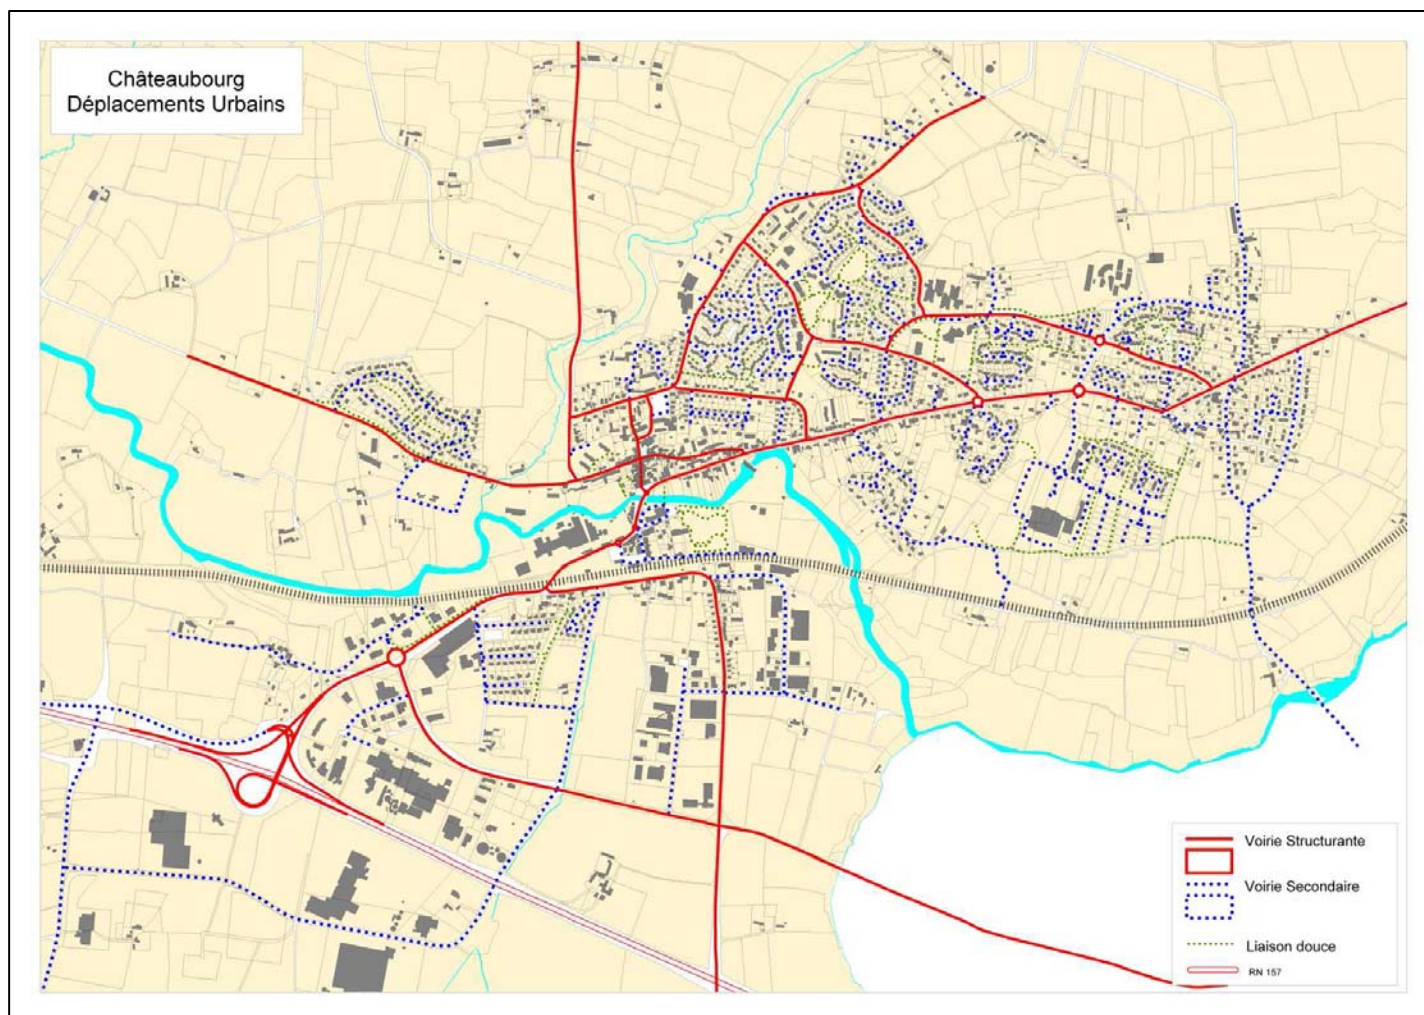 Châteaubourg
Déplacements Urbains
Voirie Structurante
Voirie Secondaire
Liaison douce
RN 157